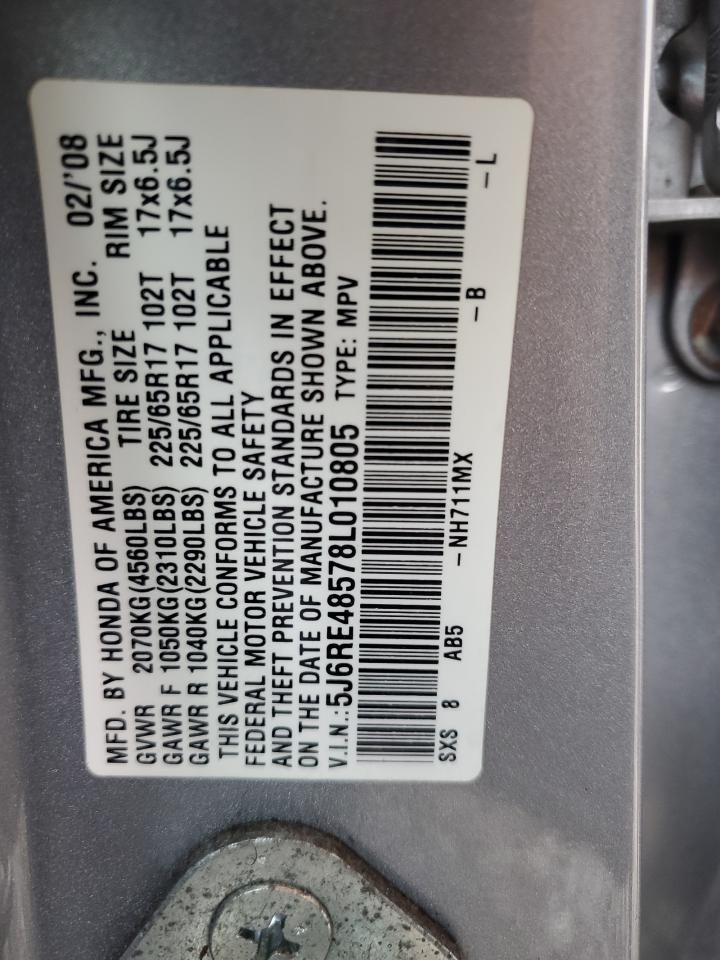 MFD. BY HONDA OF AMERICA MFG., INC. 02/'08
GVWR 2070KG(4560LBS) TIRE SIZE RIM SIZE
GAWR F 1050KG(2310LBS) 225/65R17 102T 17x6.5J
GAWR R 1040KG(2290LBS) 225/65R17 102T 17x6.5J
THIS VEHICLE CONFORMS TO ALL APPLICABLE
FEDERAL MOTOR VEHICLE SAFETY
AND THEFT PREVENTION STANDARDS IN EFFECT
ON THE DATE OF MANUFACTURE SHOWN ABOVE.
V.I.N.:5J6RE48578L010805 TYPE: MPV
SXS 8 AB5 -NH711MX -B -L